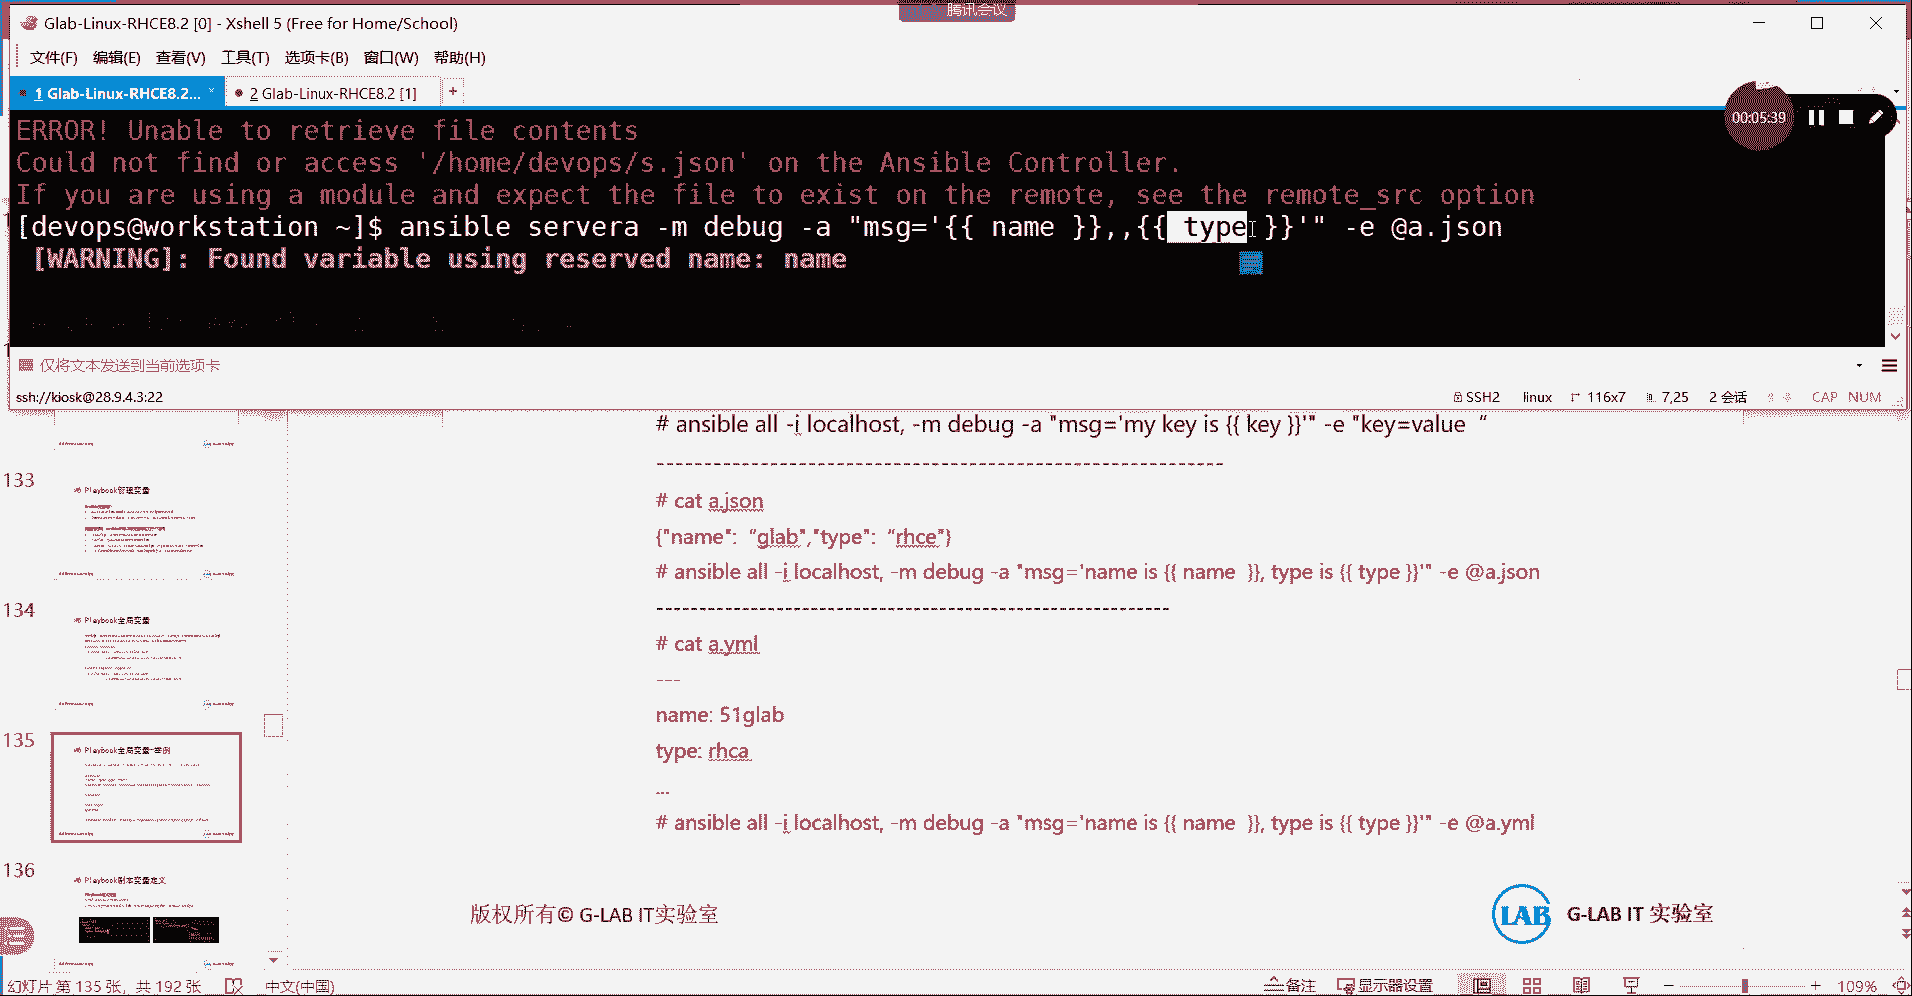 腾讯会议
Glab-Linux-RHCE8.2 [0] - Xshell 5 (Free for Home/School)
文件(F) 编辑(E) 查看(V) 工具(T) 选项卡(B) 窗口(W) 帮助(H)
1 Glab-Linux-RHCE8.2... × 2 Glab-Linux-RHCE8.2 [1] +
00:05:39
ERROR! Unable to retrieve file contents
Could not find or access '/home/devops/s.json' on the Ansible Controller.
If you are using a module and expect the file to exist on the remote, see the remote_src option
[devops@workstation ~]$ ansible servera -m debug -a "msg='{{ name }},,{{ type }}'" -e @a.json
[WARNING]: Found variable using reserved name: name
仅将文本发送到当前选项卡
ssh://kiosk@28.9.4.3:22 SSH2 linux 116x7 7,25 2 会话 CAP NUM
# ansible all -i localhost, -m debug -a "msg='my key is {{ key }}'" -e "key=value “
-----------------------------------------------------------
# cat a.json
{"name": “glab","type": “rhce"}
# ansible all -i localhost, -m debug -a "msg='name is {{ name }}, type is {{ type }}'" -e @a.json
------------------------------------------------------
# cat a.yml
---
name: 51glab
type: rhca
...
# ansible all -i localhost, -m debug -a "msg='name is {{ name }}, type is {{ type }}'" -e @a.yml
版权所有© G-LAB IT实验室
LAB G-LAB IT 实验室
133
Playbook管理变量
134
Playbook全局变量
135
Playbook全局变量-举例
136
Playbook剧本变量定义
幻灯片 第 135 张，共 192 张 中文(中国) 备注 显示器设置 - + 109%